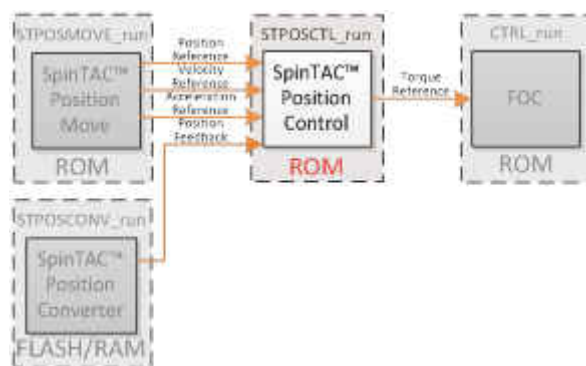 STPOSMOVE_run
SpinTAC™
Position
Move
ROM
Position
Reference
Velocity
Reference
Acceleration
Reference
Position
Feedback
STPOSCTL_run
SpinTAC™
Position
Control
ROM
Torque
Reference
CTRL_run
FOC
ROM
STPOSCONV_run
SpinTAC™
Position
Converter
FLASH/RAM